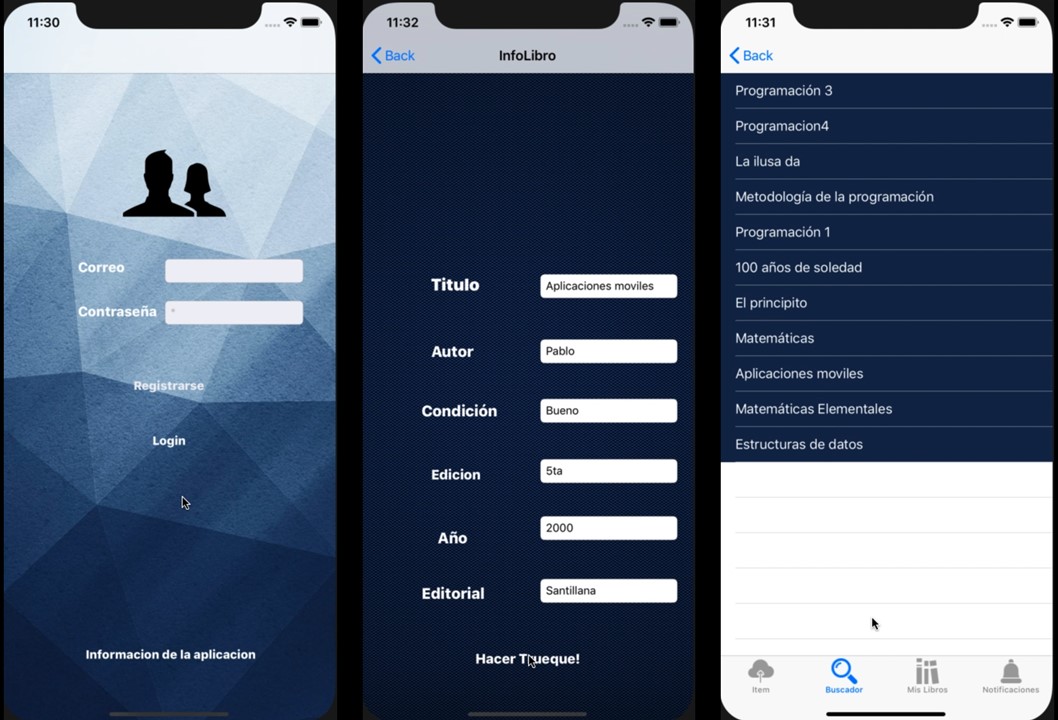 11:30
Correo
Contraseña
Registrarse
Login
Informacion de la aplicacion
11:32
Back
InfoLibro
Titulo
Aplicaciones moviles
Autor
Pablo
Condición
Bueno
Edicion
5ta
Año
2000
Editorial
Santillana
Hacer Trueque!
11:31
Back
Programación 3
Programacion4
La ilusa da
Metodología de la programación
Programación 1
100 años de soledad
El principito
Matemáticas
Aplicaciones moviles
Matemáticas Elementales
Estructuras de datos
Item
Buscador
Mis Libros
Notificaciones